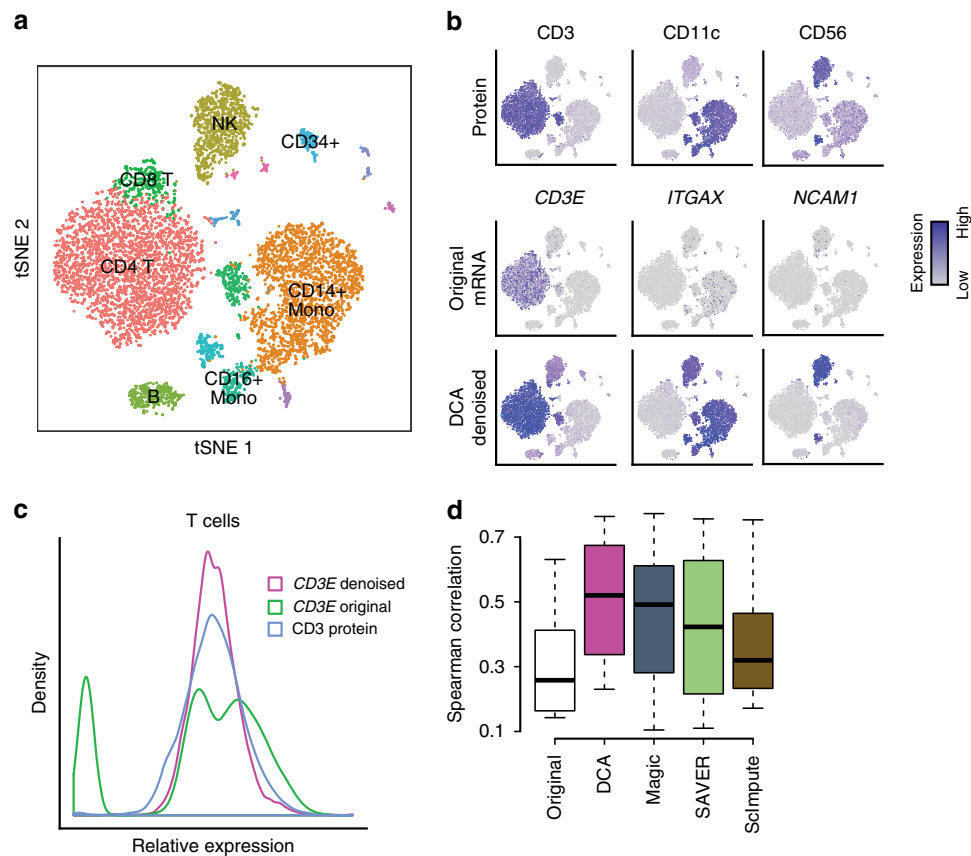 a
NK
CD34+
CD8 T
CD4 T
CD14+
Mono
CD16+
Mono
B
tSNE 1
tSNE 2
b
CD3 CD11c CD56
Protein
CD3E ITGAX NCAM1
Original
mRNA
DCA
denoised
Expression
Low High
c
T cells
CD3E denoised
CD3E original
CD3 protein
Density
Relative expression
d
Spearman correlation
0.7
0.5
0.3
0.1
Original
DCA
Magic
SAVER
ScImpute